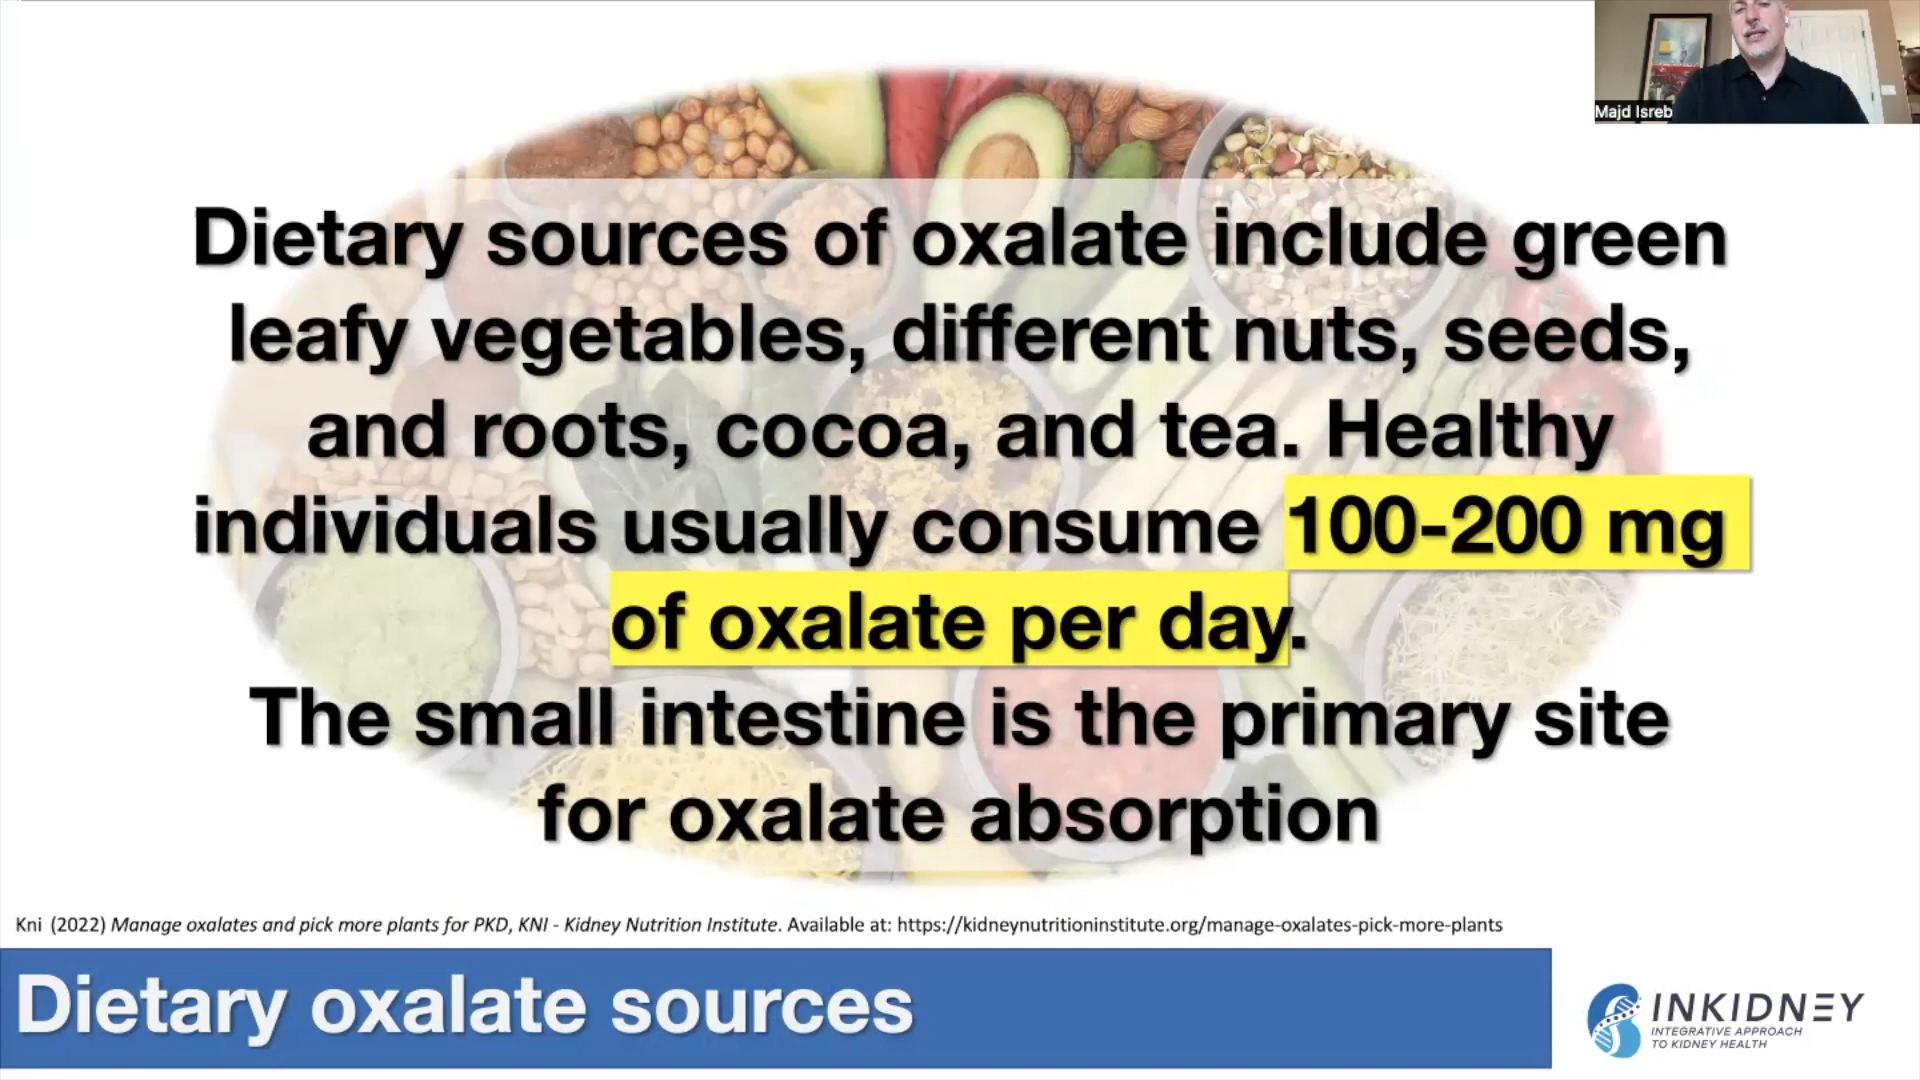 Majd Isreb
Dietary sources of oxalate include green
leafy vegetables, different nuts, seeds,
and roots, cocoa, and tea. Healthy
individuals usually consume 100-200 mg
of oxalate per day.
The small intestine is the primary site
for oxalate absorption
Kni (2022) Manage oxalates and pick more plants for PKD, KNI - Kidney Nutrition Institute. Available at: https://kidneynutritioninstitute.org/manage-oxalates-pick-more-plants
Dietary oxalate sources
INKIDNEY
INTEGRATIVE APPROACH
TO KIDNEY HEALTH